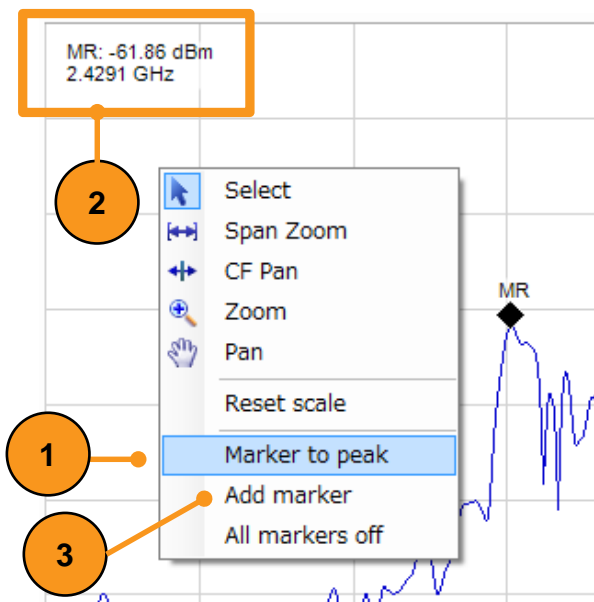 MR: -61.86 dBm
2.4291 GHz
2
Select
Span Zoom
CF Pan
Zoom
MR
Pan
Reset scale
1
Marker to peak
Add marker
All markers off
3